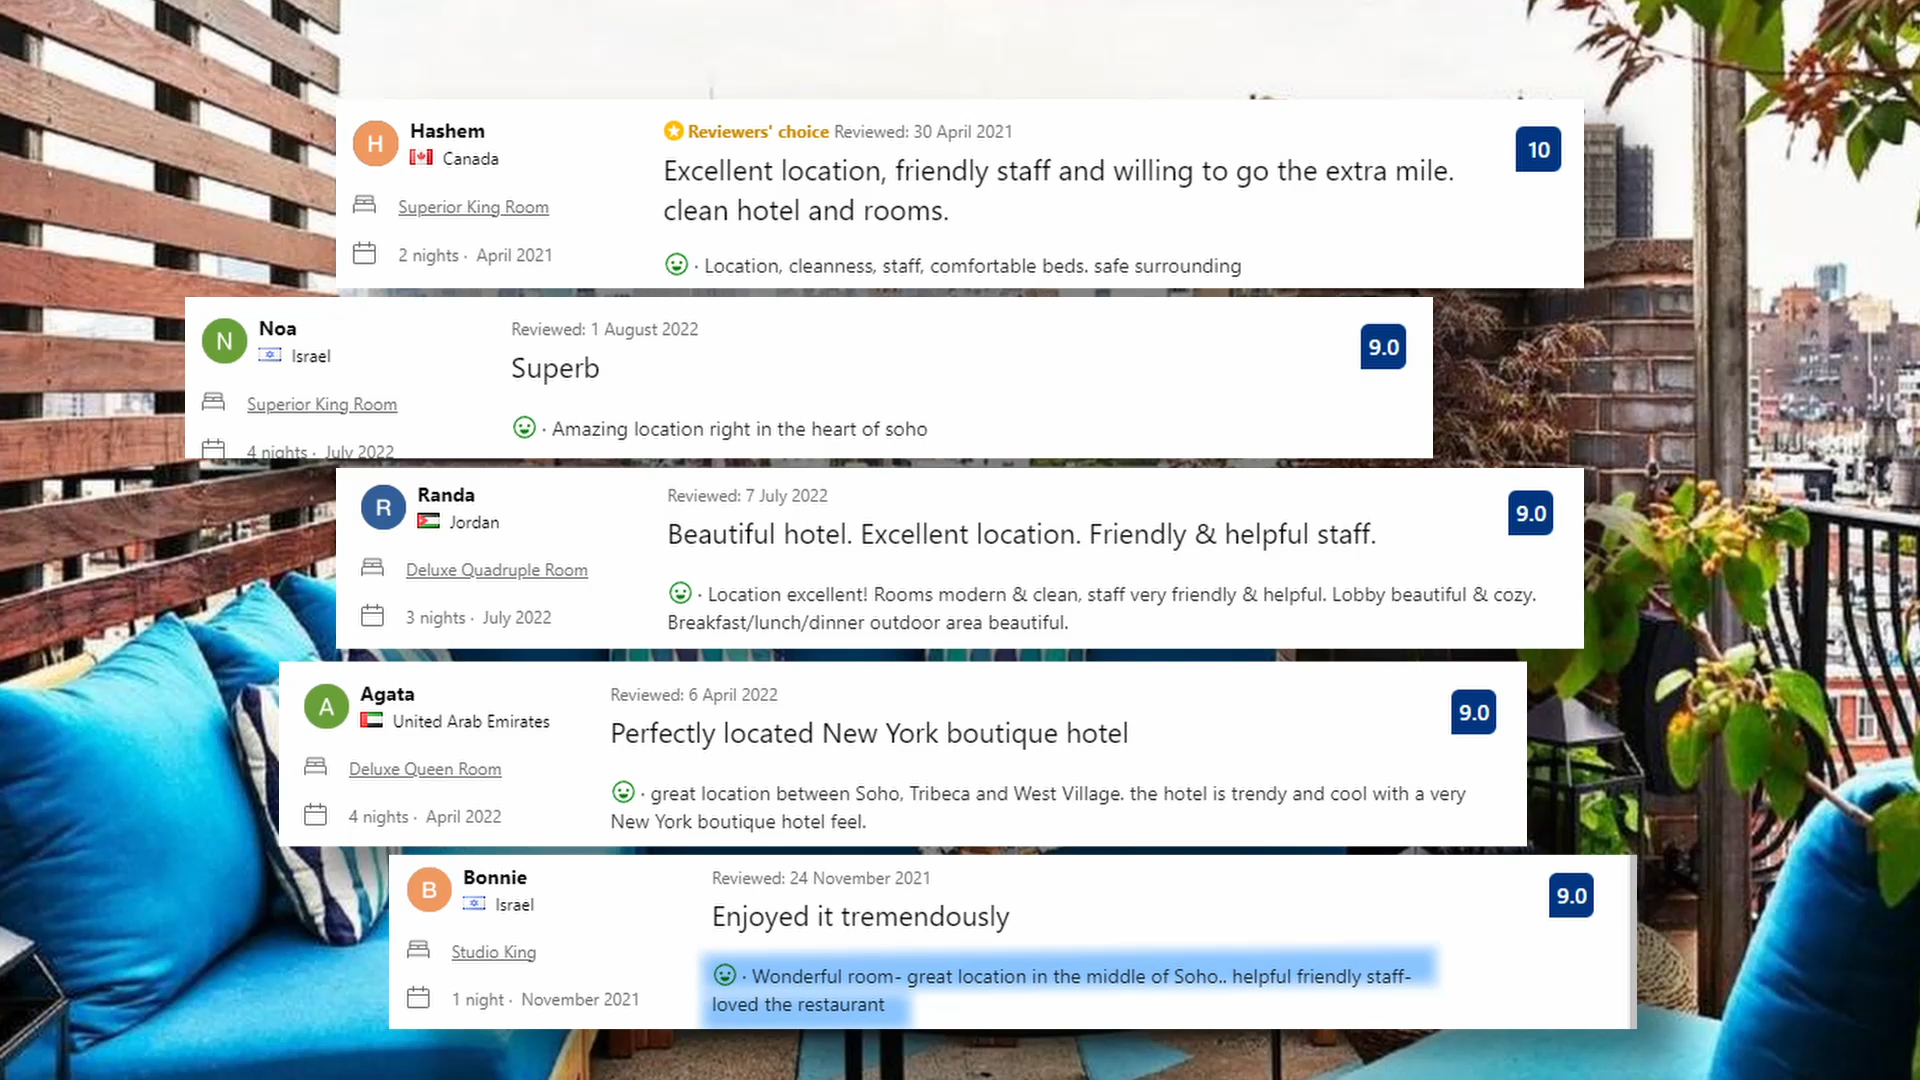 H
Hashem
Canada
Superior King Room
2 nights · April 2021
Reviewers' choice Reviewed: 30 April 2021
Excellent location, friendly staff and willing to go the extra mile.
clean hotel and rooms.
· Location, cleanness, staff, comfortable beds. safe surrounding
10
N
Noa
Israel
Superior King Room
4 nights · July 2022
Reviewed: 1 August 2022
Superb
· Amazing location right in the heart of soho
9.0
R
Randa
Jordan
Deluxe Quadruple Room
3 nights · July 2022
Reviewed: 7 July 2022
Beautiful hotel. Excellent location. Friendly & helpful staff.
· Location excellent! Rooms modern & clean, staff very friendly & helpful. Lobby beautiful & cozy.
Breakfast/lunch/dinner outdoor area beautiful.
9.0
A
Agata
United Arab Emirates
Deluxe Queen Room
4 nights · April 2022
Reviewed: 6 April 2022
Perfectly located New York boutique hotel
· great location between Soho, Tribeca and West Village. the hotel is trendy and cool with a very
New York boutique hotel feel.
9.0
B
Bonnie
Israel
Studio King
1 night · November 2021
Reviewed: 24 November 2021
Enjoyed it tremendously
· Wonderful room- great location in the middle of Soho.. helpful friendly staff-
loved the restaurant
9.0